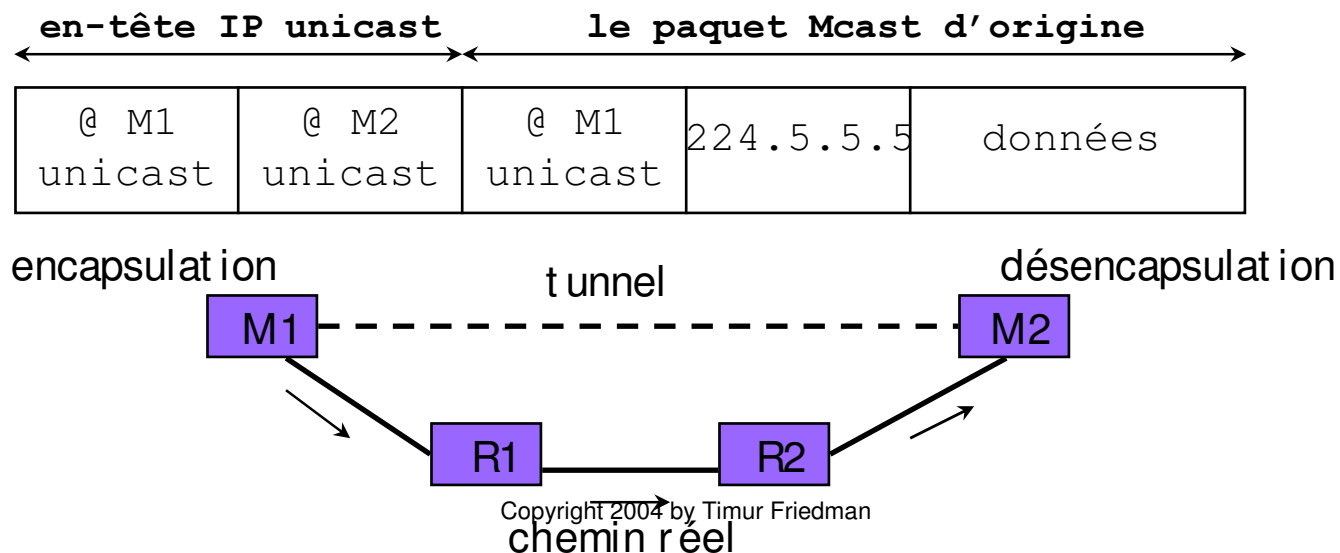 en-tête IP unicast le paquet Mcast d'origine
@ M1 unicast
@ M2 unicast
@ M1 unicast
224.5.5.5
données
encapsulation
tunnel
désencapsulation
M1
M2
R1
R2
Copyright 2004 by Timur Friedman
chemin réel